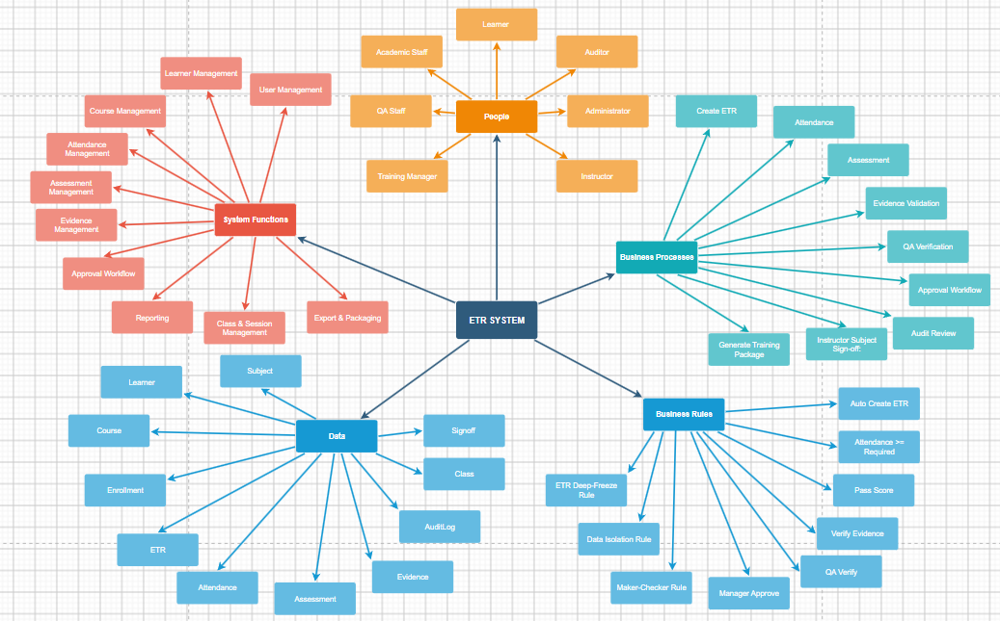 Learner
Academic Staff
Auditor
Learner Management
User Management
QA Staff
People
Administrator
Course Management
Create ETR
Attendance
Attendance
Management
Assessment
Training Manager
Instructor
Assessment
Management
Evidence Validation
Evidence
Management
System Functions
QA Verification
Business Processes
Approval Workflow
Approval Workflow
Reporting
Class & Session
Management
Export & Packaging
ETR SYSTEM
Audit Review
Generate Training
Package
Instructor Subject
Sign-off:
Subject
Learner
Course
Data
Signoff
Business Rules
Auto Create ETR
Attendance >=
Required
Class
Enrollment
ETR Deep-Freeze
Rule
Pass Score
AuditLog
Data Isolation Rule
Verify Evidence
ETR
Evidence
QA Verify
Attendance
Assessment
Maker-Checker Rule
Manager Approve